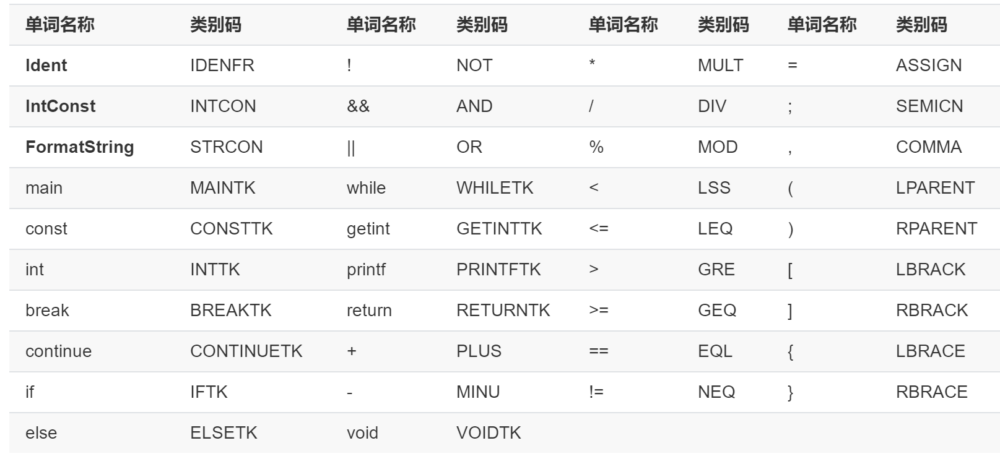 单词名称 类别码 单词名称 类别码 单词名称 类别码 单词名称 类别码
Ident IDENFR ! NOT * MULT = ASSIGN
IntConst INTCON && AND / DIV ; SEMICN
FormatString STRCON || OR % MOD , COMMA
main MAINTK while WHILETK < LSS ( LPARENT
const CONSTTK getint GETINTTK <= LEQ ) RPARENT
int INTTK printf PRINTFTK > GRE [ LBRACK
break BREAKTK return RETURNTK >= GEQ ] RBRACK
continue CONTINUETK + PLUS == EQL { LBRACE
if IFTK - MINU != NEQ } RBRACE
else ELSETK void VOIDTK